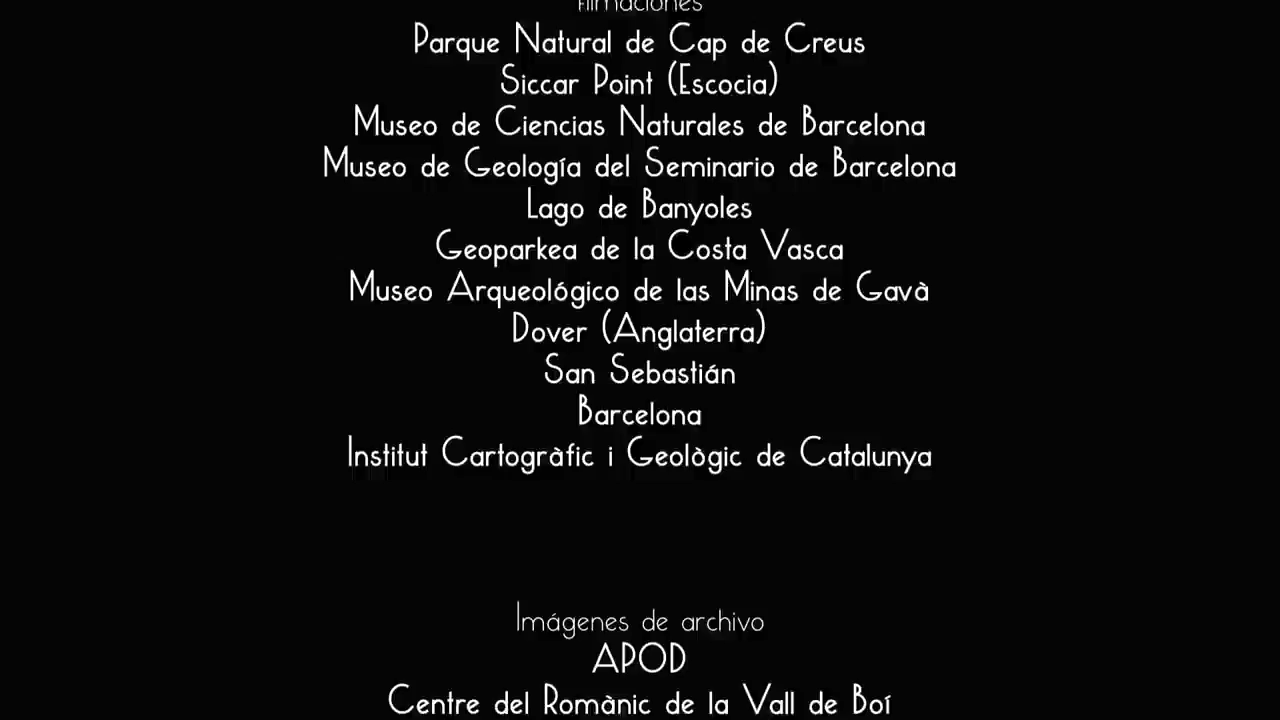 Filmaciones
Parque Natural de Cap de Creus
Siccar Point (Escocia)
Museo de Ciencias Naturales de Barcelona
Museo de Geología del Seminario de Barcelona
Lago de Banyoles
Geoparkea de la Costa Vasca
Museo Arqueológico de las Minas de Gavà
Dover (Anglaterra)
San Sebastián
Barcelona
Institut Cartogràfic i Geològic de Catalunya
Imágenes de archivo
APOD
Centre del Romànic de la Vall de Boí